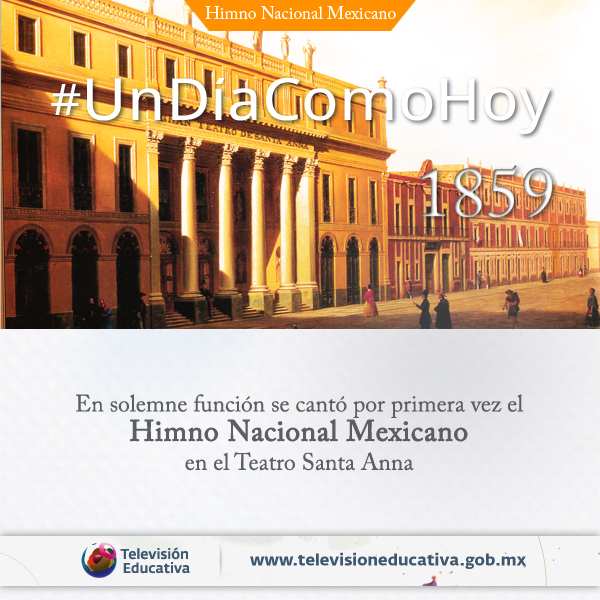 Himno Nacional Mexicano
#UnDíaComoHoy
GRAN TEATRO DE SANTA ANNA
1859
En solemne función se cantó por primera vez el
Himno Nacional Mexicano
en el Teatro Santa Anna
Televisión
Educativa
www.televisioneducativa.gob.mx